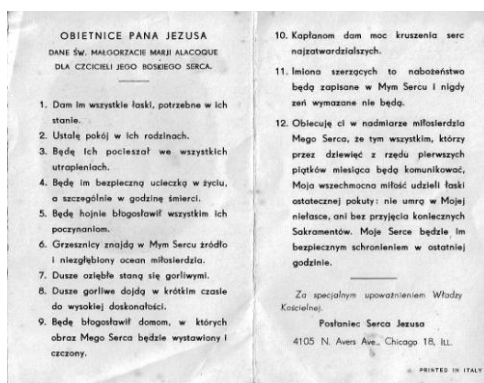 OBIETNICE PANA JEZUSA
DANE ŚW. MAŁGORZACIE MARJI ALACOQUE
DLA CZCICIELI JEGO BOSKIEGO SERCA.
1. Dam im wszystkie łaski, potrzebne w ich
stanie.
2. Ustalę pokój w ich rodzinach.
3. Będę ich pocieszał we wszystkich
utrapieniach.
4. Będę im bezpieczną ucieczką w życiu,
a szczególnie w godzinę śmierci.
5. Będę hojnie błogosławił wszystkim ich
poczynaniom.
6. Grzesznicy znajdą w Mym Sercu źródło
i niezgłębiony ocean miłosierdzia.
7. Dusze oziębłe staną się gorliwymi.
8. Dusze gorliwe dojdą w krótkim czasie
do wysokiej doskonałości.
9. Będę błogosławił domom, w których
obraz Mego Serca będzie wystawiony i
czczony.
10. Kapłanom dam moc kruszenia serc
najzatwardzialszych.
11. Imiona szerzących to nabożeństwo
będą zapisane w Mym Sercu i nigdy
zeń wymazane nie będą.
12. Obiecuję ci w nadmiarze miłosierdzia
Mego Serca, że tym wszystkim, którzy
przez dziewięć z rzędu pierwszych
piątków miesiąca będą komunikować,
Moja wszechmocna miłość udzieli łaski
ostatecznej pokuty: nie umrą w Mojej
niełasce, ani bez przyjęcia koniecznych
Sakramentów. Moje Serce będzie im
bezpiecznym schronieniem w ostatniej
godzinie.
Za specjalnym upoważnieniem Władzy
Kościelnej.
Posłaniec Serca Jezusa
4105 N. Avers Ave., Chicago 18, ILL.
PRINTED IN ITALY